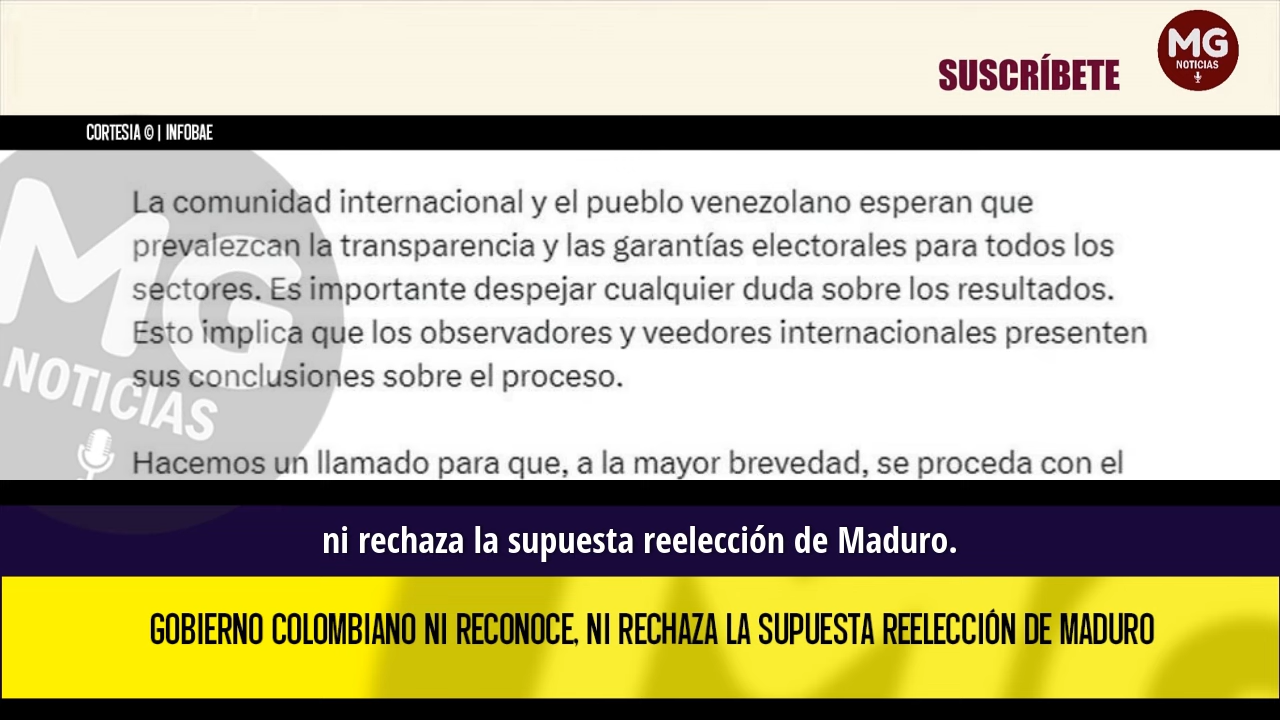 SUSCRÍBETE
MG
NOTICIAS
CORTESIA © | INFOBAE
La comunidad internacional y el pueblo venezolano esperan que
prevalezcan la transparencia y las garantías electorales para todos los
sectores. Es importante despejar cualquier duda sobre los resultados.
Esto implica que los observadores y veedores internacionales presenten
sus conclusiones sobre el proceso.
Hacemos un llamado para que, a la mayor brevedad, se proceda con el
MG
NOTICIAS
ni rechaza la supuesta reelección de Maduro.
GOBIERNO COLOMBIANO NI RECONOCE, NI RECHAZA LA SUPUESTA REELECCIÓN DE MADURO